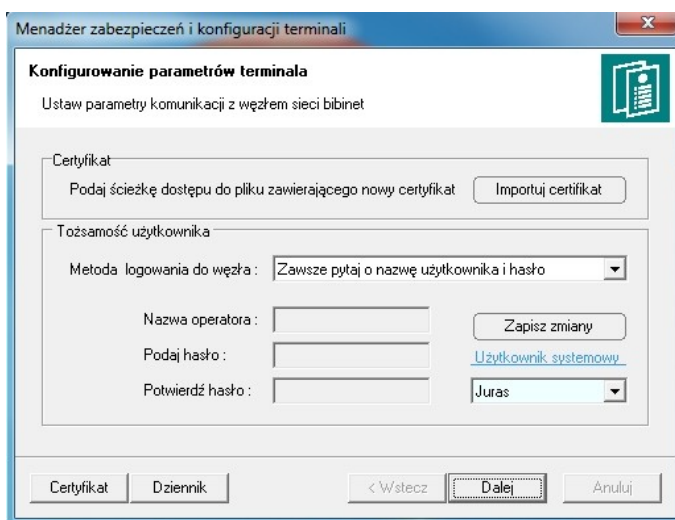 Menadżer zabezpieczeń i konfiguracji terminali
x
Konfigurowanie parametrów terminala
Ustaw parametry komunikacji z węzłem sieci bibinet
Certyfikat
Podaj ścieżkę dostępu do pliku zawierającego nowy certyfikat
Importuj certifikat
Tożsamość użytkownika
Metoda logowania do węzła :
Zawsze pytaj o nazwę użytkownika i hasło
Nazwa operatora :
Zapisz zmiany
Podaj hasło :
Użytkownik systemowy
Potwierdź hasło :
Juras
Certyfikat
Dziennik
< Wstecz
Dalej
Anuluj